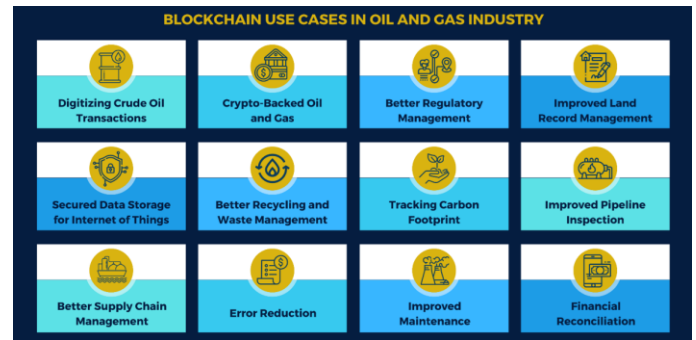 BLOCKCHAIN USE CASES IN OIL AND GAS INDUSTRY
Digitizing Crude Oil
Transactions
Crypto-Backed Oil
and Gas
Better Regulatory
Management
Improved Land
Record Management
Secured Data Storage
for Internet of Things
Better Recycling and
Waste Management
Tracking Carbon
Footprint
Improved Pipeline
Inspection
Better Supply Chain
Management
Error Reduction
Improved
Maintenance
Financial
Reconciliation